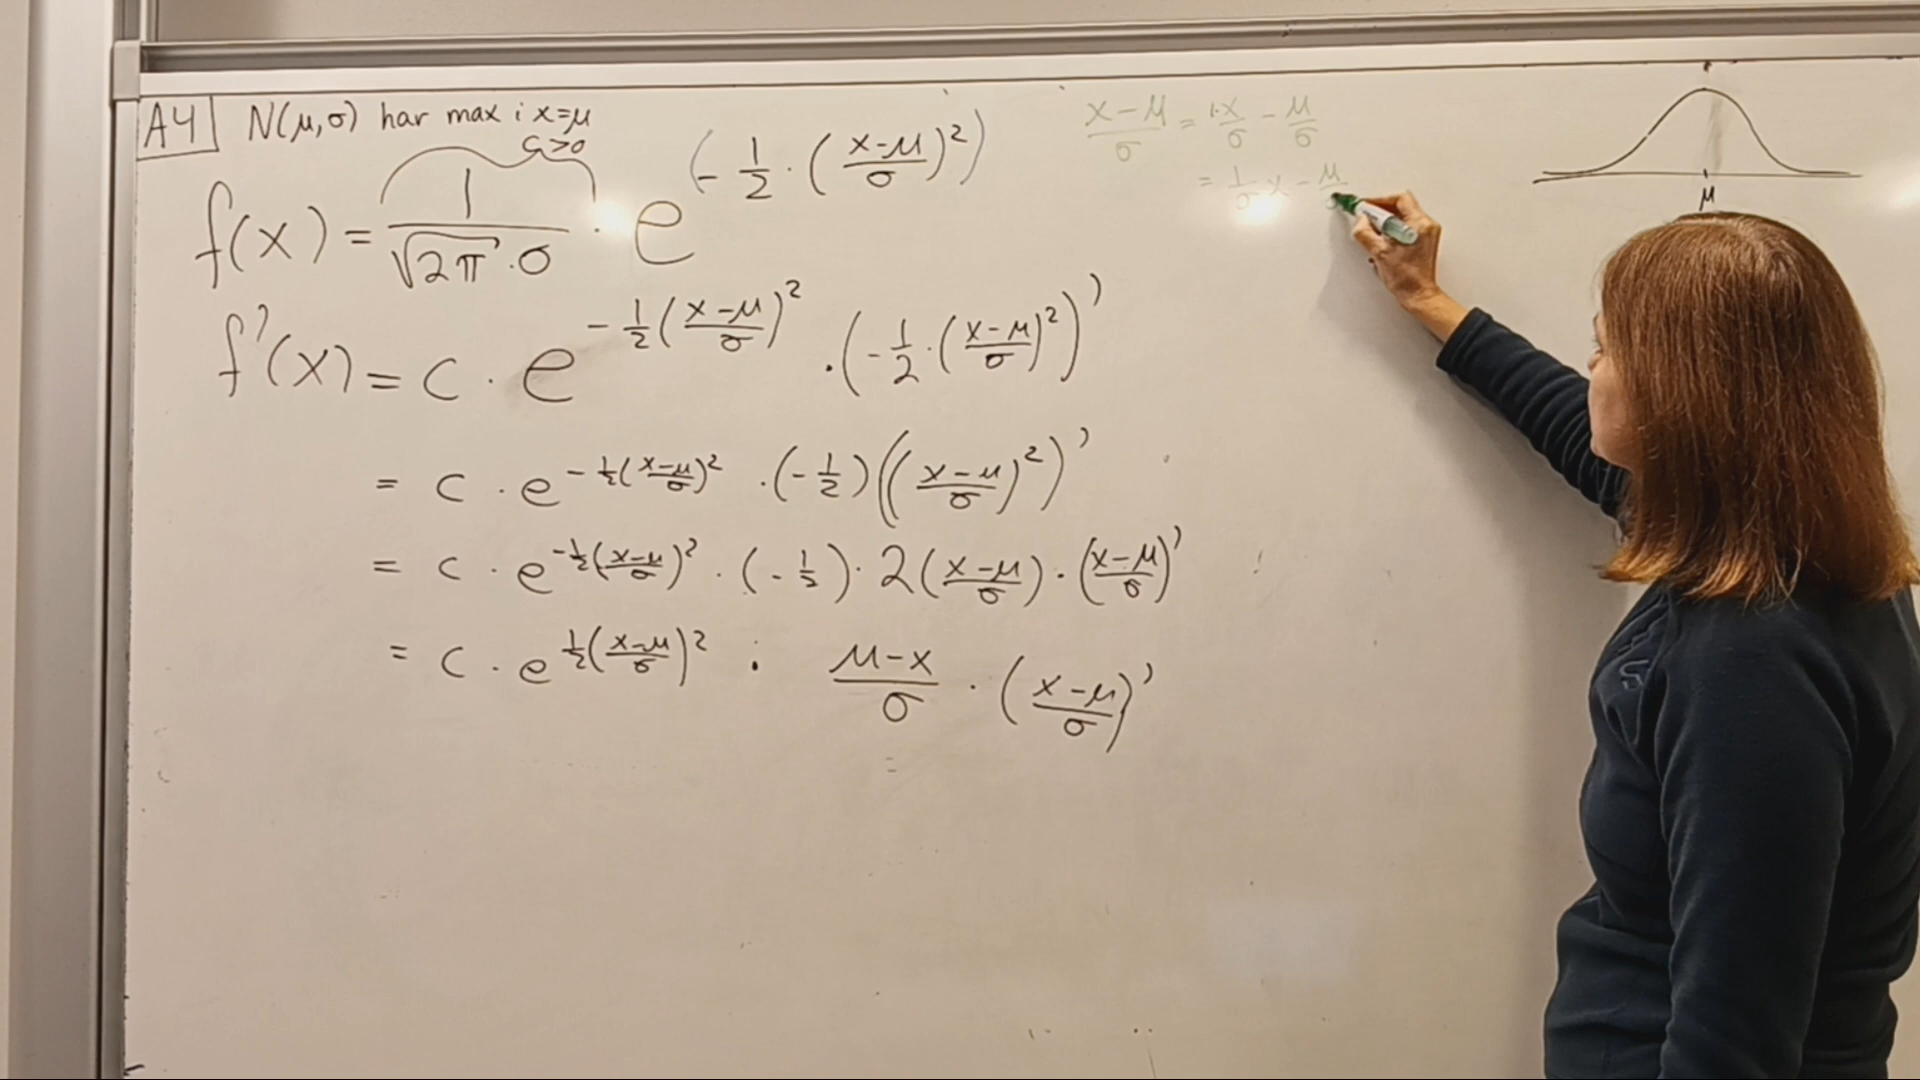 A4 N(μ,σ) har max i x=μ
c>0
f(x) = 1/(√2π · σ) · e^(-1/2 · ((x-μ)/σ)²)
f'(x) = c · e^-1/2((x-μ)/σ)² · (-1/2 · ((x-μ)/σ)²)'
= c · e^-1/2((x-μ)/σ)² · (-1/2)(((x-μ)/σ)²)'
= c · e^-1/2((x-μ)/σ)² · (-1/2) · 2((x-μ)/σ) · ((x-μ)/σ)'
= c · e^1/2((x-μ)/σ)² · (μ-x)/σ · ((x-μ)/σ)'
(x-μ)/σ = 1·x/σ - μ/σ
= 1/σ x - μ/σ
μ